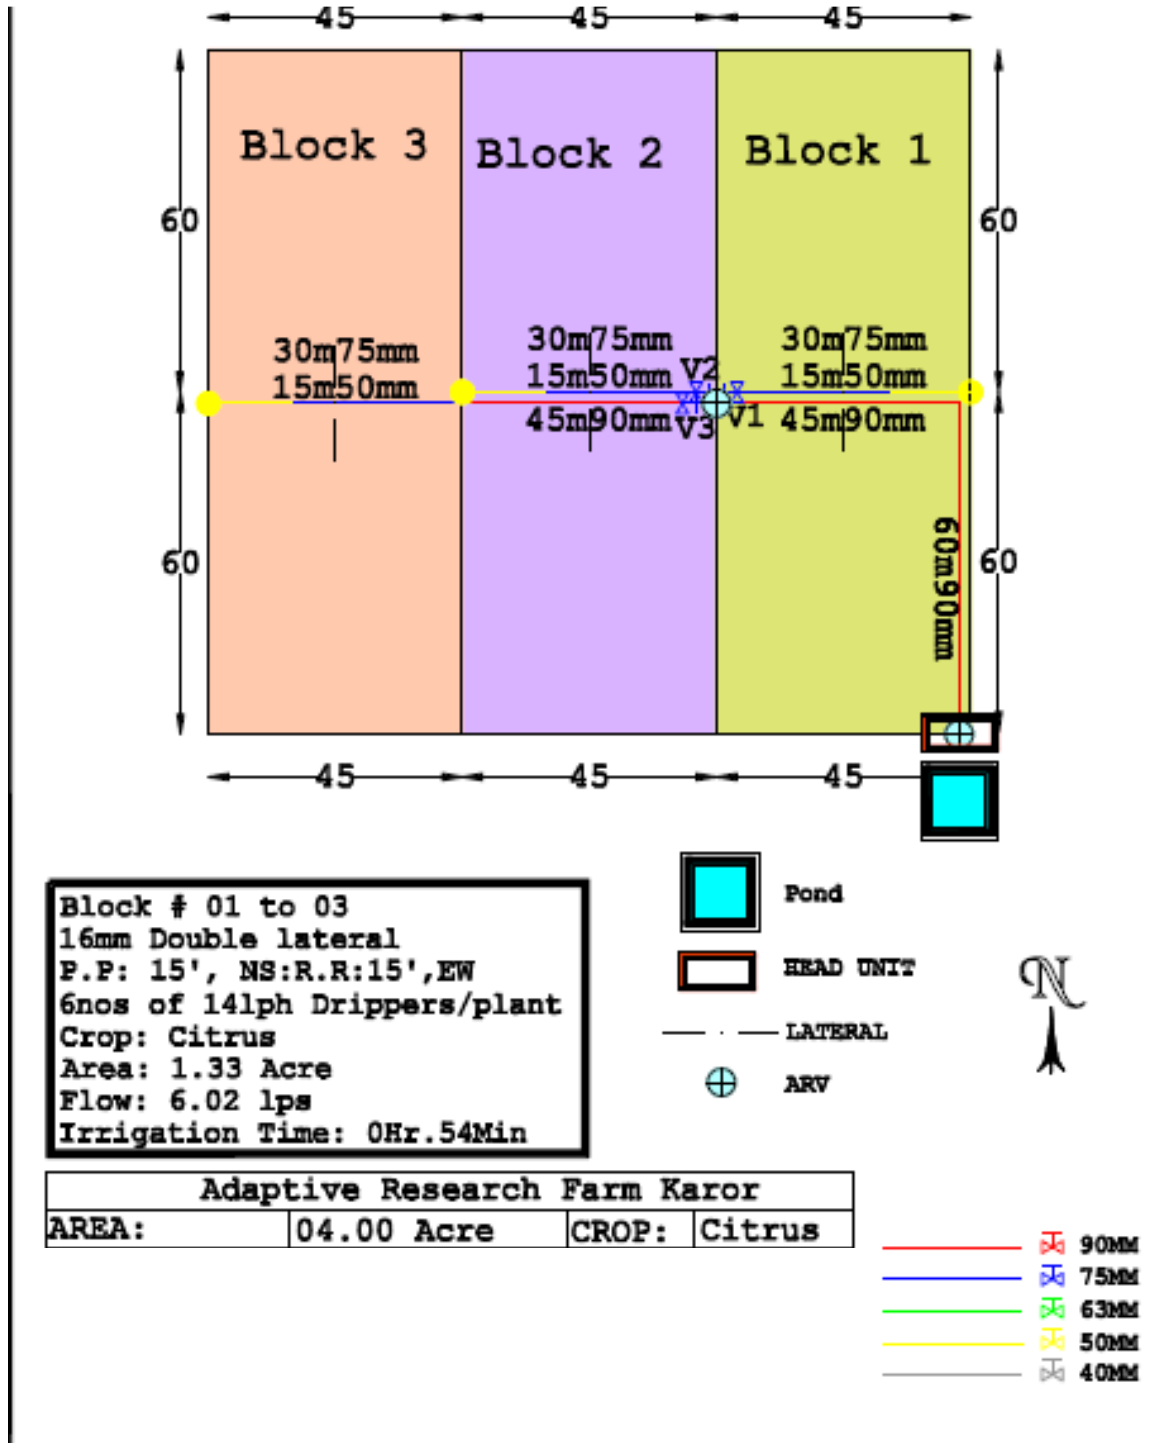 45 45 45
Block 3 Block 2 Block 1
60 60
30m75mm 30m75mm 30m75mm
15m50mm 15m50mm 15m50mm
V2
45m90mm V3 V1 45m90mm
60 60
60m90mm
45 45 45
Block # 01 to 03
16mm Double lateral
P.P: 15', NS:R.R:15',EW
6nos of 14lph Drippers/plant
Crop: Citrus
Area: 1.33 Acre
Flow: 6.02 lps
Irrigation Time: 0Hr.54Min
Pond
HEAD UNIT
LATERAL
ARV
N
Adaptive Research Farm Karor
AREA: 04.00 Acre CROP: Citrus
90MM
75MM
63MM
50MM
40MM